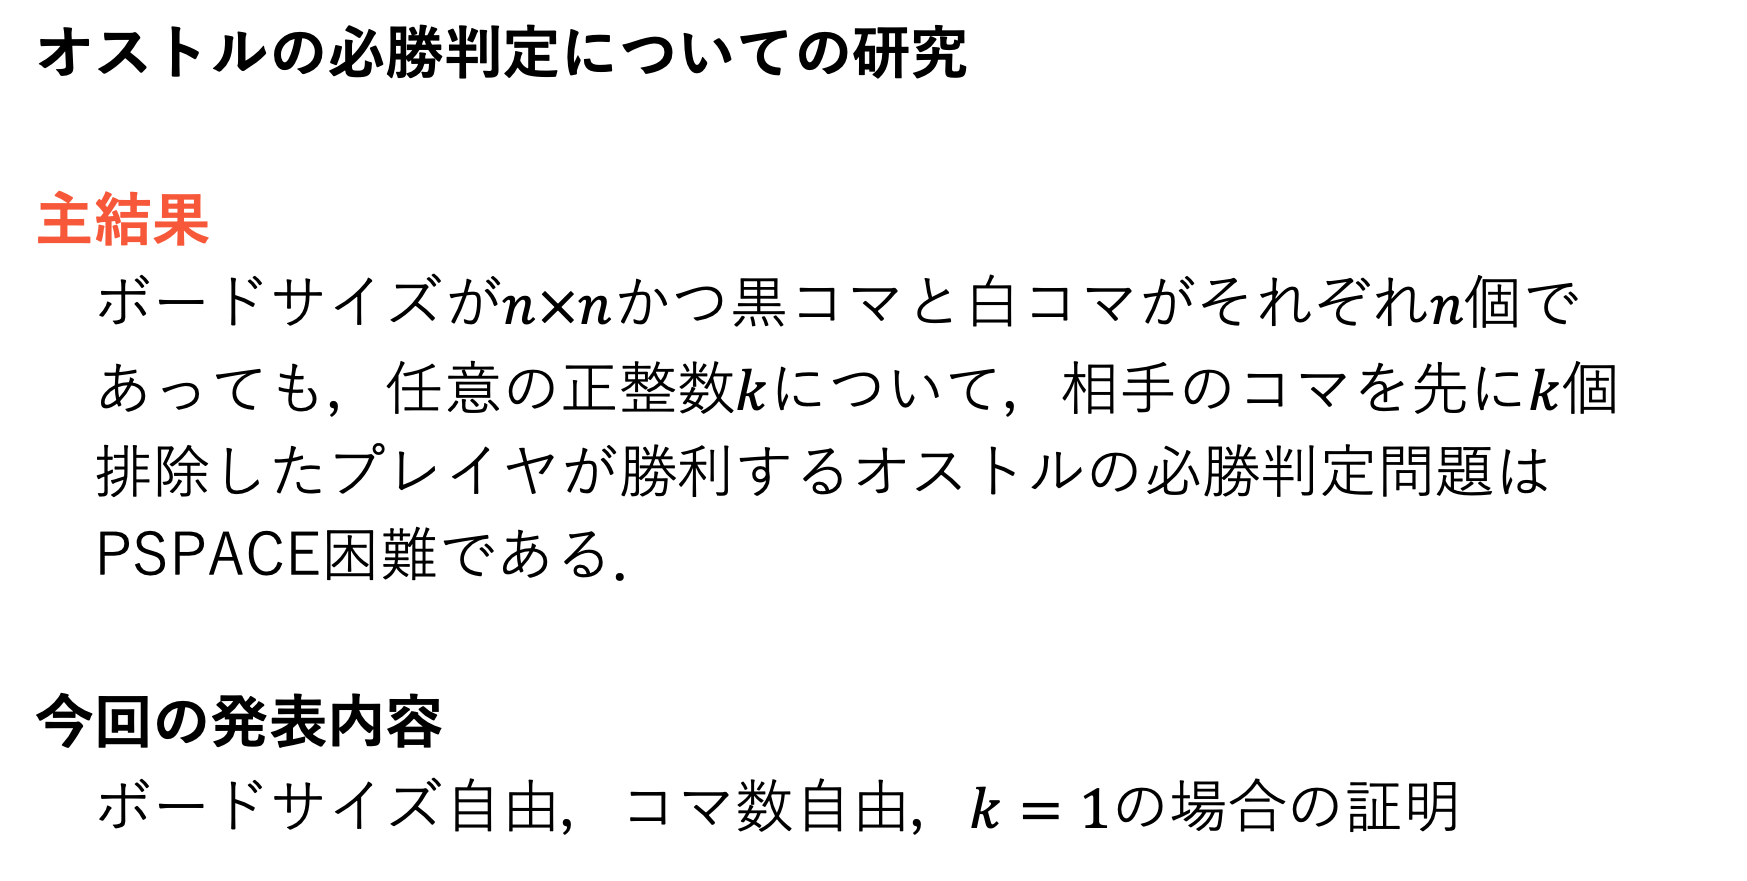 オストルの必勝判定についての研究
主結果
ボードサイズがn×nかつ黒コマと白コマがそれぞれn個で
あっても，任意の正整数kについて，相手のコマを先にk個
排除したプレイヤが勝利するオストルの必勝判定問題は
PSPACE困難である．
今回の発表内容
ボードサイズ自由，コマ数自由，k = 1の場合の証明